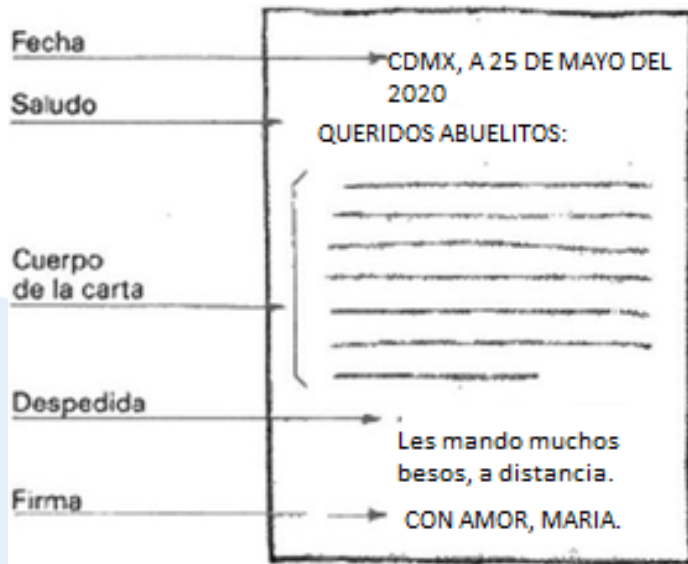 Fecha
CDMX, A 25 DE MAYO DEL
2020
Saludo
QUERIDOS ABUELITOS:
Cuerpo
de la carta
Despedida
Les mando muchos
besos, a distancia.
Firma
CON AMOR, MARIA.